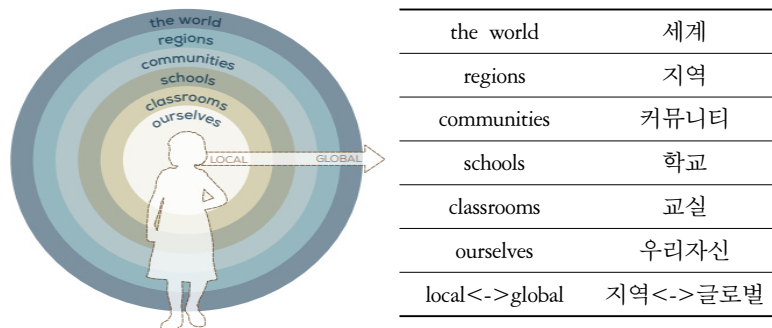 the world
regions
communities
schools
classrooms
ourselves
LOCAL GLOBAL
the world 세계
regions 지역
communities 커뮤니티
schools 학교
classrooms 교실
ourselves 우리자신
local<->global 지역<->글로벌